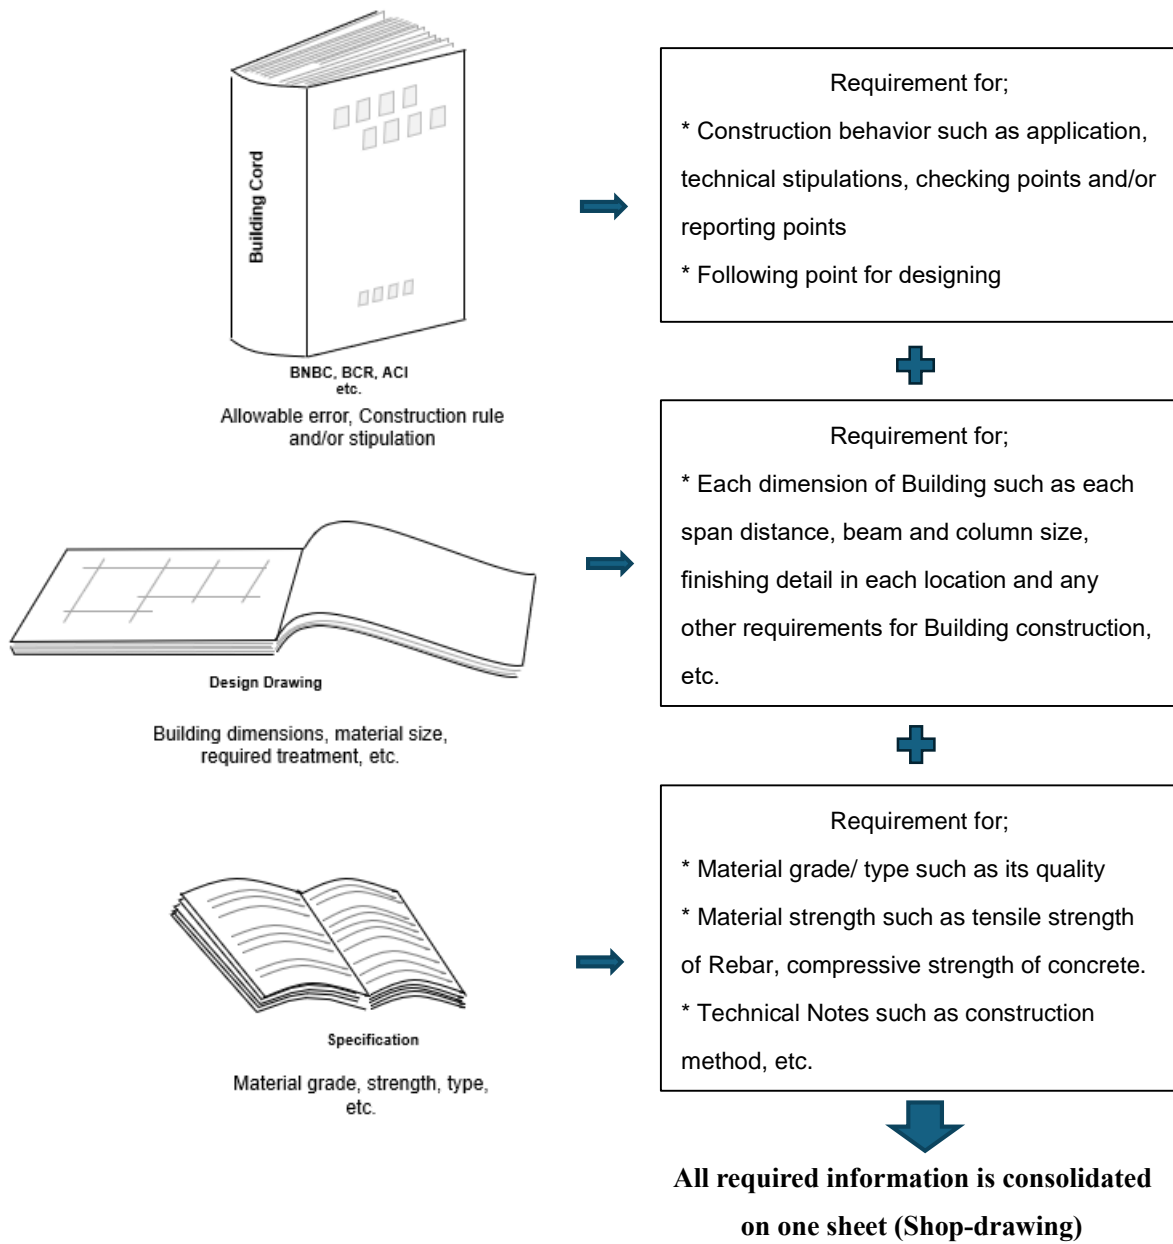 Building Cord
BNBC, BCR, ACI
etc.
Allowable error, Construction rule
and/or stipulation
Requirement for;
* Construction behavior such as application,
technical stipulations, checking points and/or
reporting points
* Following point for designing
Design Drawing
Building dimensions, material size,
required treatment, etc.
Requirement for;
* Each dimension of Building such as each
span distance, beam and column size,
finishing detail in each location and any
other requirements for Building construction,
etc.
Specification
Material grade, strength, type,
etc.
Requirement for;
* Material grade/ type such as its quality
* Material strength such as tensile strength
of Rebar, compressive strength of concrete.
* Technical Notes such as construction
method, etc.
All required information is consolidated
on one sheet (Shop-drawing)